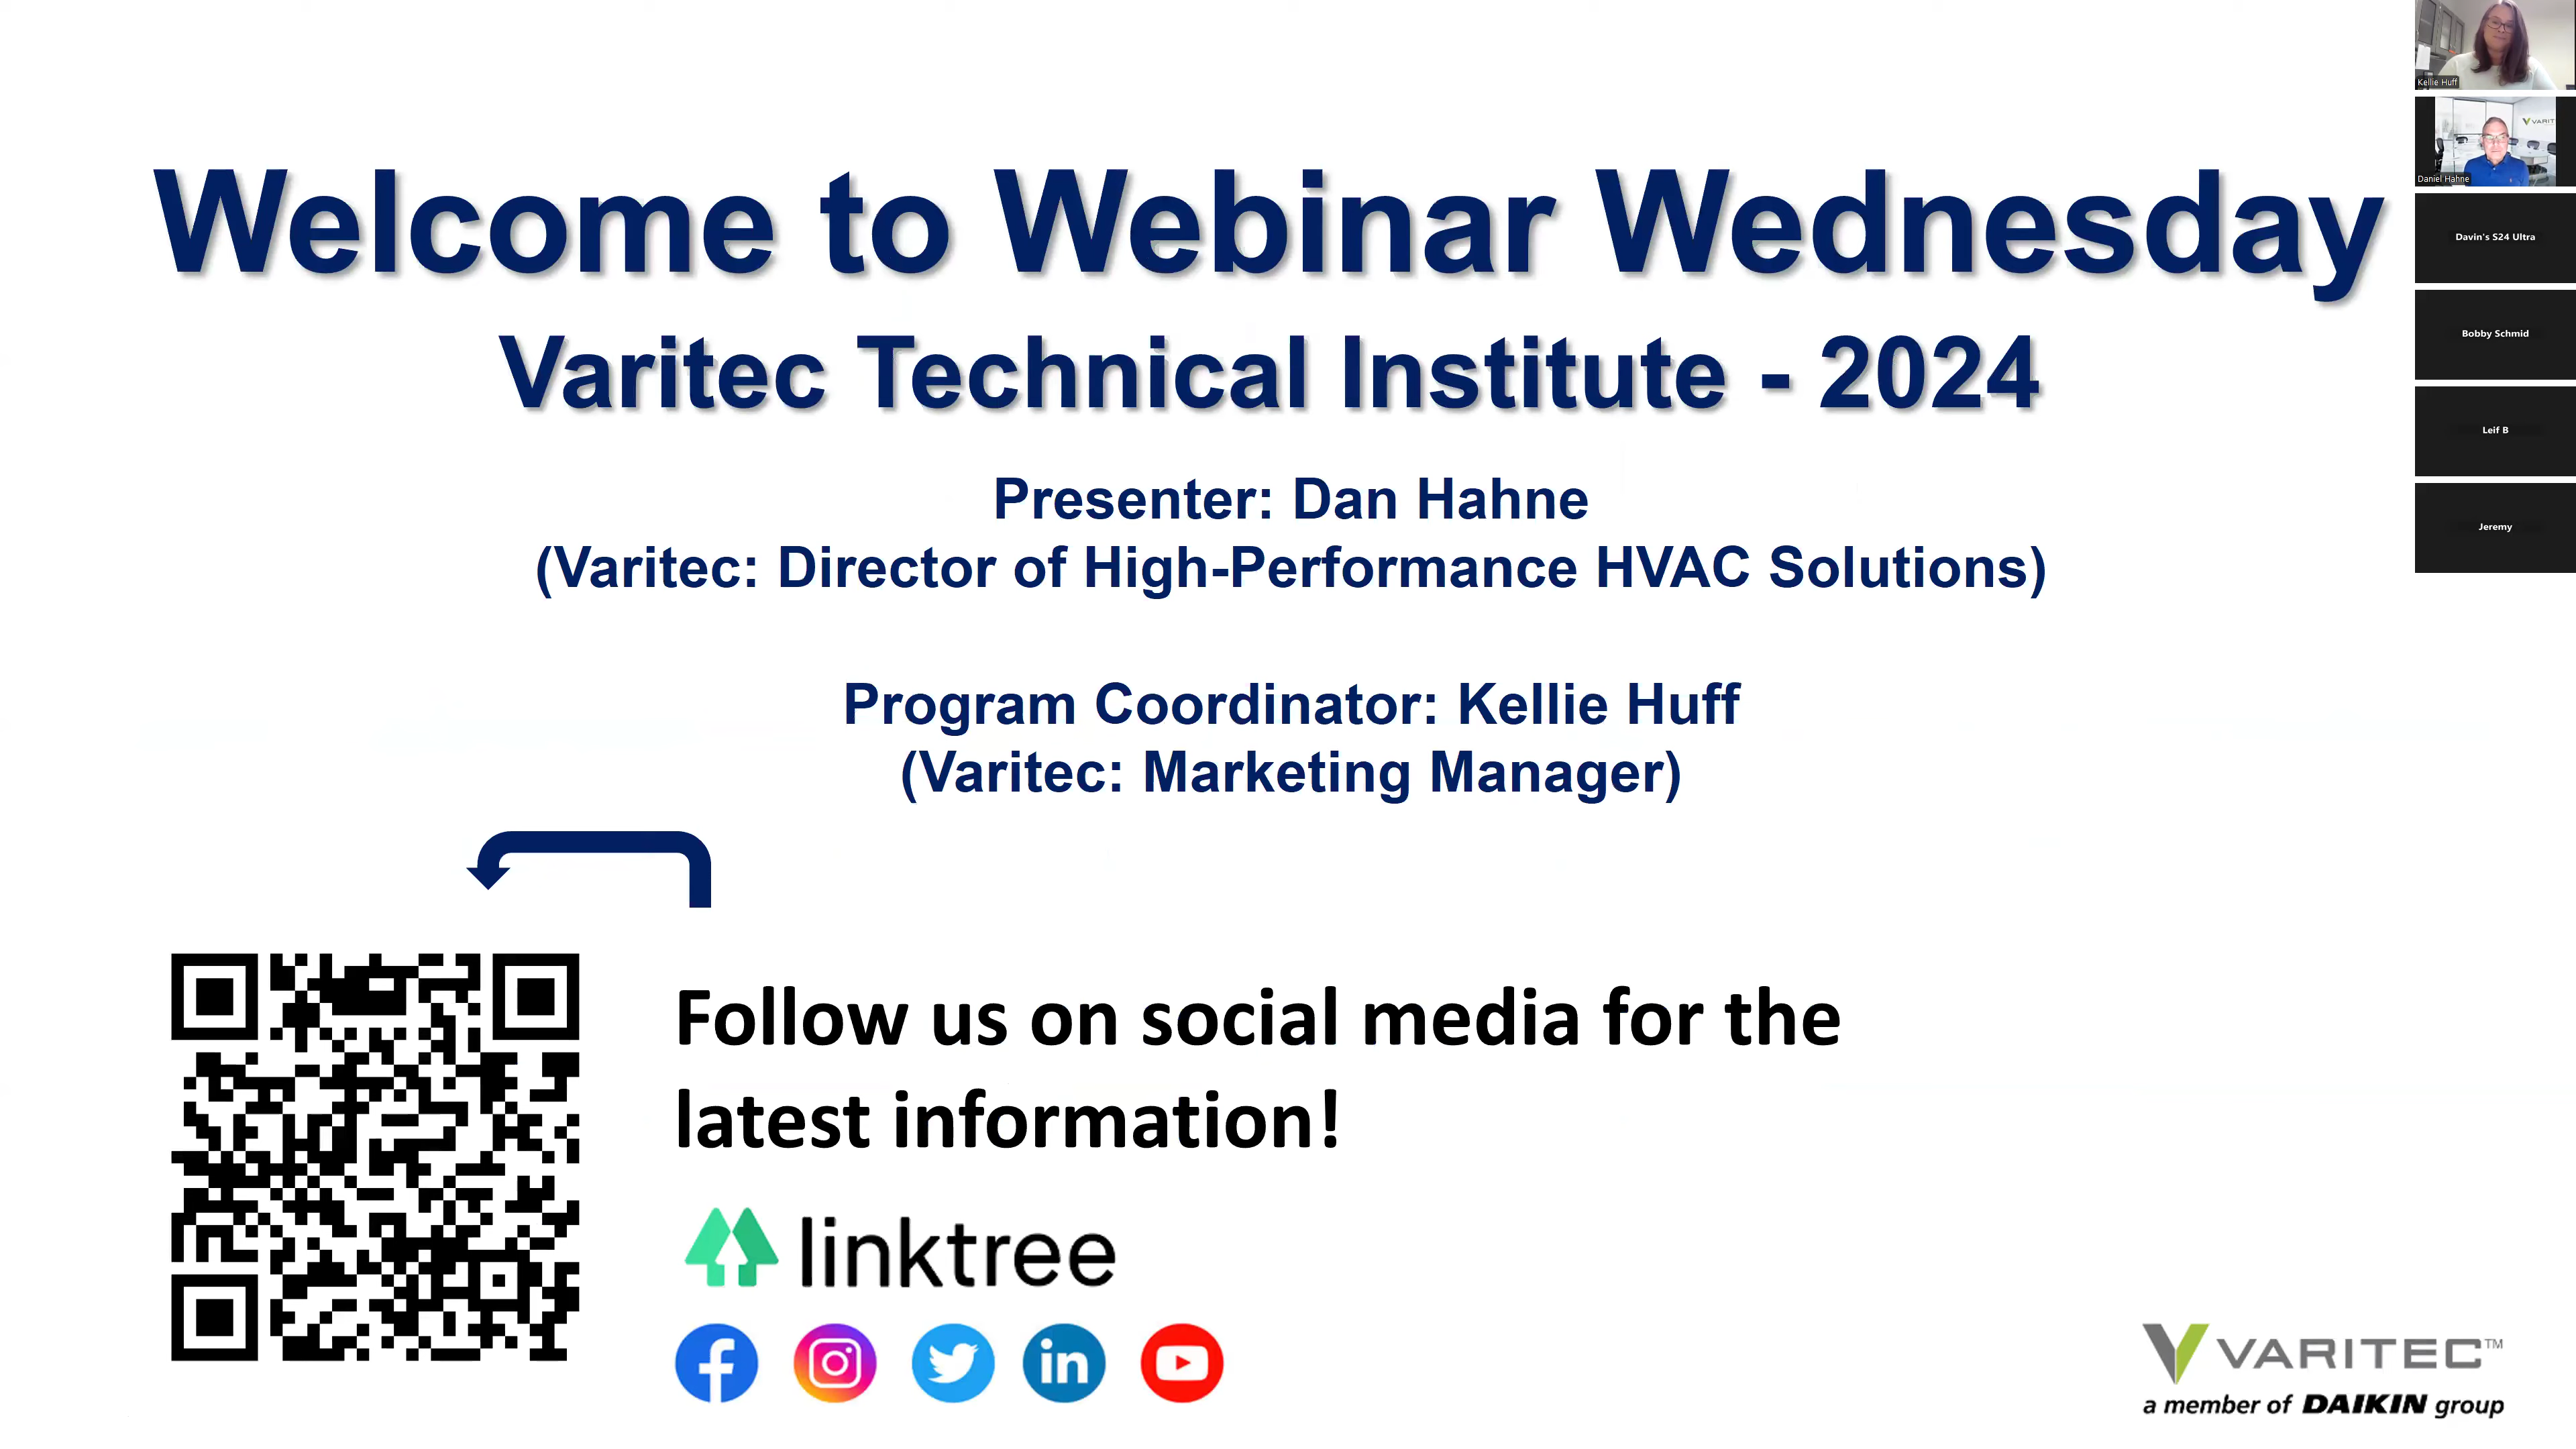 Welcome to Webinar Wednesday
Varitec Technical Institute - 2024
Presenter: Dan Hahne
(Varitec: Director of High-Performance HVAC Solutions)
Program Coordinator: Kellie Huff
(Varitec: Marketing Manager)
Follow us on social media for the
latest information!
linktree
f
in
VARITEC™
a member of DAIKIN group
Kellie Huff
VARIT
Daniel Hahne
Davin's S24 Ultra
Bobby Schmid
Leif B
Jeremy